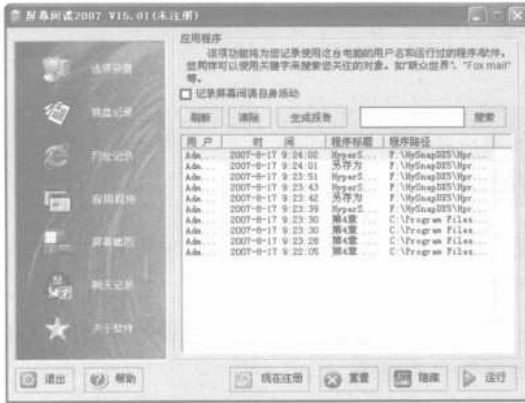 屏幕间谍2007 V16.01(未注册)
选项设置
键盘记录
网址记录
应用程序
屏幕截图
聊天记录
关于软件
应用程序
该项功能将为您记录使用这台电脑的用户名和运行过的程序/软件。
您同样可以使用关键字来搜索您关注的对象。如"联众世界"、"Fox mail"
等。
记录屏幕间谍自身活动
刷新 清除 生成报告 搜索
用 户 时 间 程序标题 程序路径
Adm... 2007-8-17 9:24:02 HyperS... F:\HySnapDX5\Hpr...
Adm... 2007-8-17 9:24:01 另存为 F:\HySnapDX5\Hpr...
Adm... 2007-8-17 9:23:51 HyperS... F:\HySnapDX5\Hpr...
Adm... 2007-8-17 9:23:43 HyperS... F:\HySnapDX5\Hpr...
Adm... 2007-8-17 9:23:42 另存为 F:\HySnapDX5\Hpr...
Adm... 2007-8-17 9:23:39 HyperS... F:\HySnapDX5\Hpr...
Adm... 2007-8-17 9:23:30 第4章 ... C:\Program Files...
Adm... 2007-8-17 9:23:30 第4章 ... C:\Program Files...
Adm... 2007-8-17 9:23:28 第4章 ... C:\Program Files...
Adm... 2007-8-17 9:22:05 第4章 ... C:\Program Files...
退出 帮助 现在注册 重置 隐藏 运行